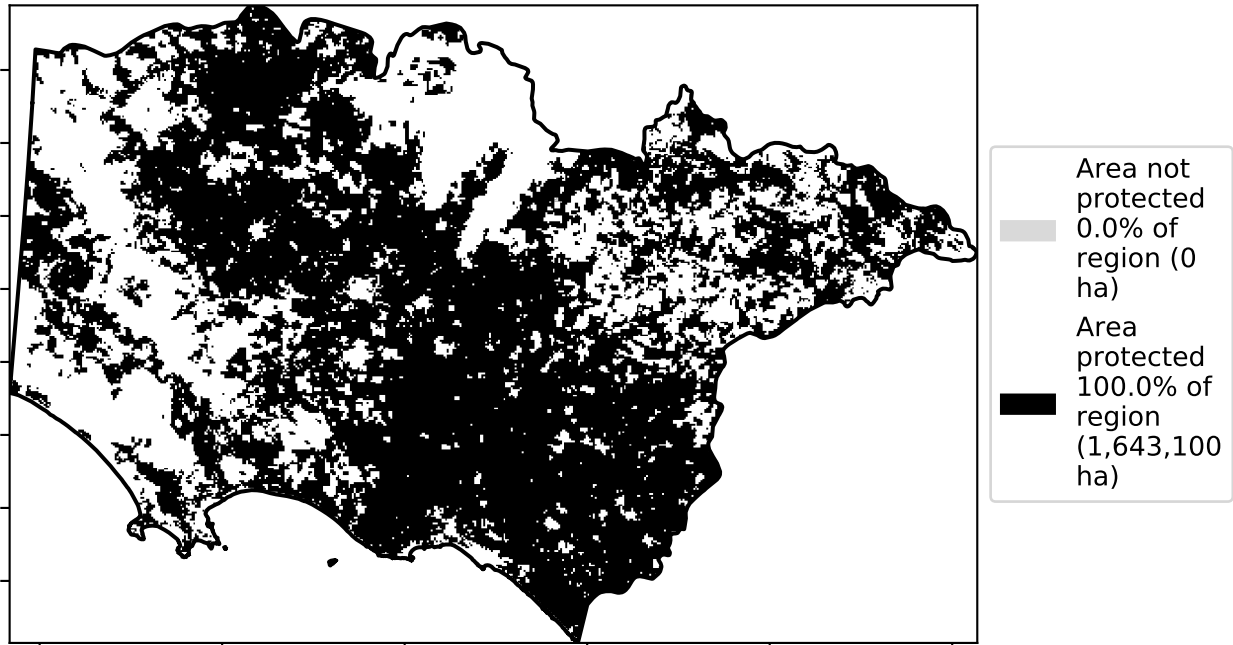 Area not
protected
0.0% of
region (0
ha)
Area
protected
100.0% of
region
(1,643,100
ha)